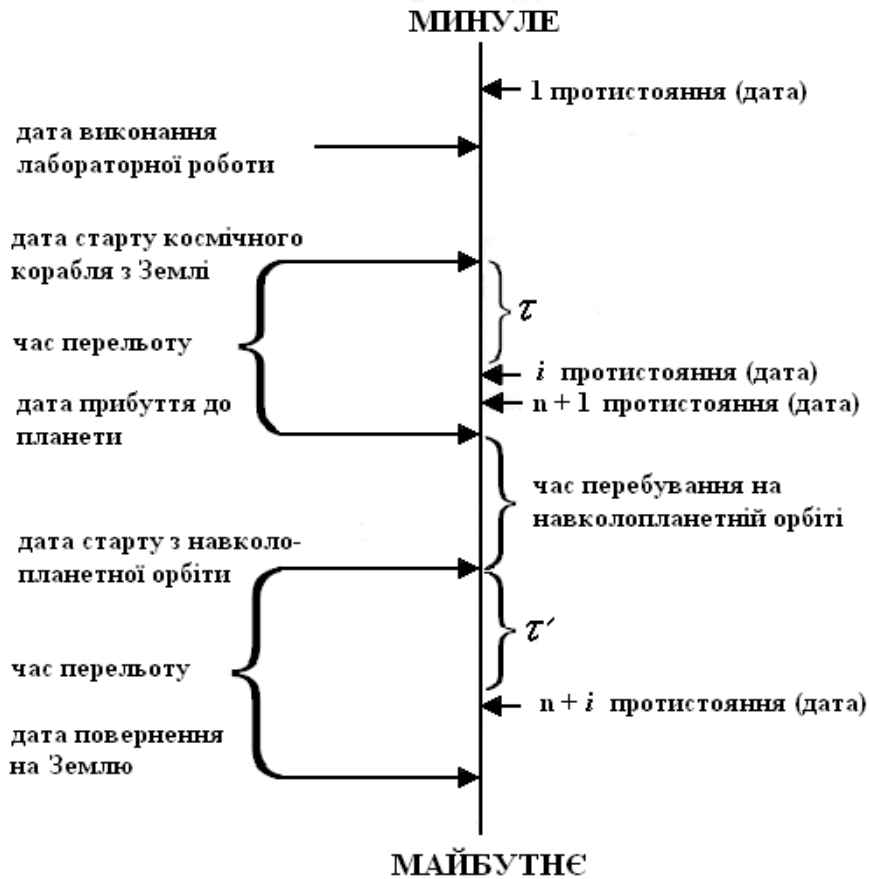 МИНУЛЕ
1 протистояння (дата)
дата виконання
лабораторної роботи
дата старту космічного
корабля з Землі
τ
час перельоту
i протистояння (дата)
n + 1 протистояння (дата)
дата прибуття до
планети
час перебування на
навколопланетній орбіті
дата старту з навколо-
планетної орбіти
τ′
час перельоту
n + i протистояння (дата)
дата повернення
на Землю
МАЙБУТНЄ